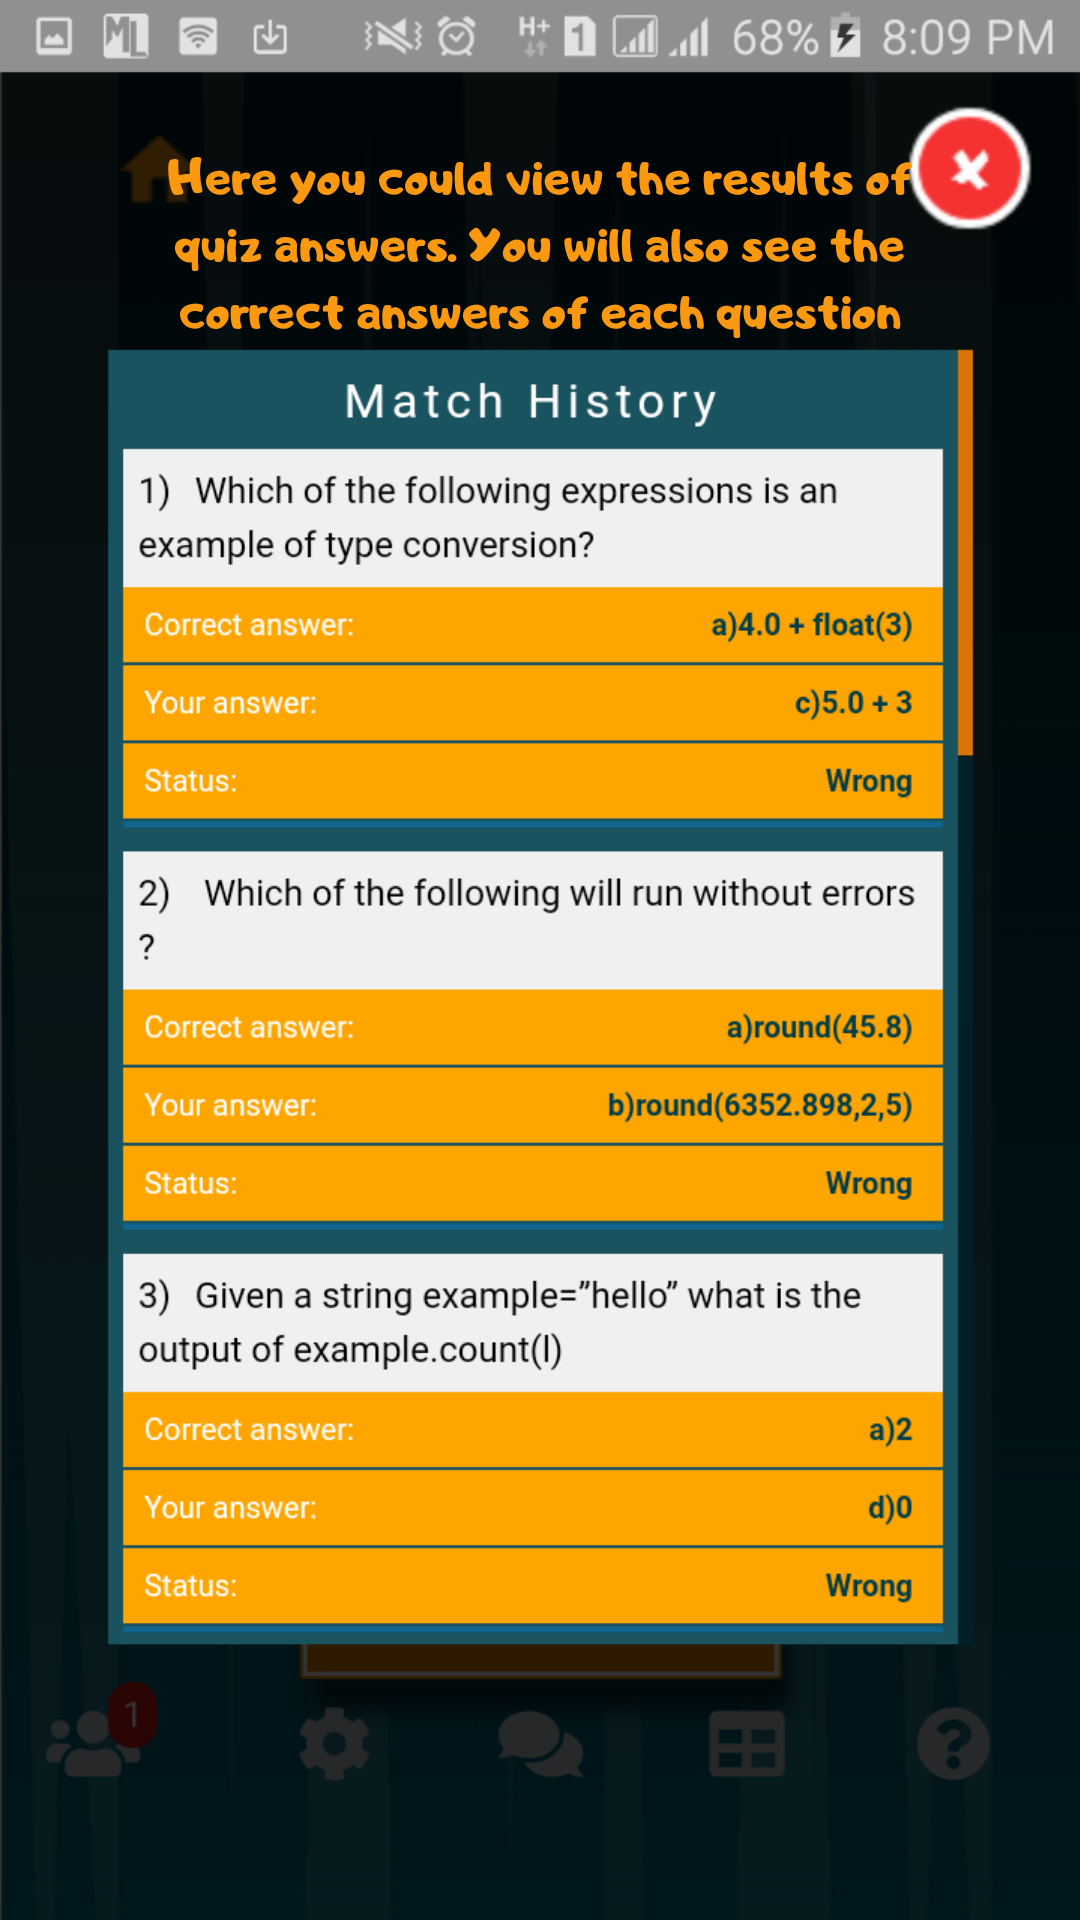 ML H+ 1 68% 8:09 PM
Here you could view the results of
quiz answers. You will also see the
correct answers of each question
Match History
1) Which of the following expressions is an
example of type conversion?
Correct answer: a)4.0 + float(3)
Your answer: c)5.0 + 3
Status: Wrong
2) Which of the following will run without errors
?
Correct answer: a)round(45.8)
Your answer: b)round(6352.898,2,5)
Status: Wrong
3) Given a string example=”hello” what is the
output of example.count(l)
Correct answer: a)2
Your answer: d)0
Status: Wrong
1